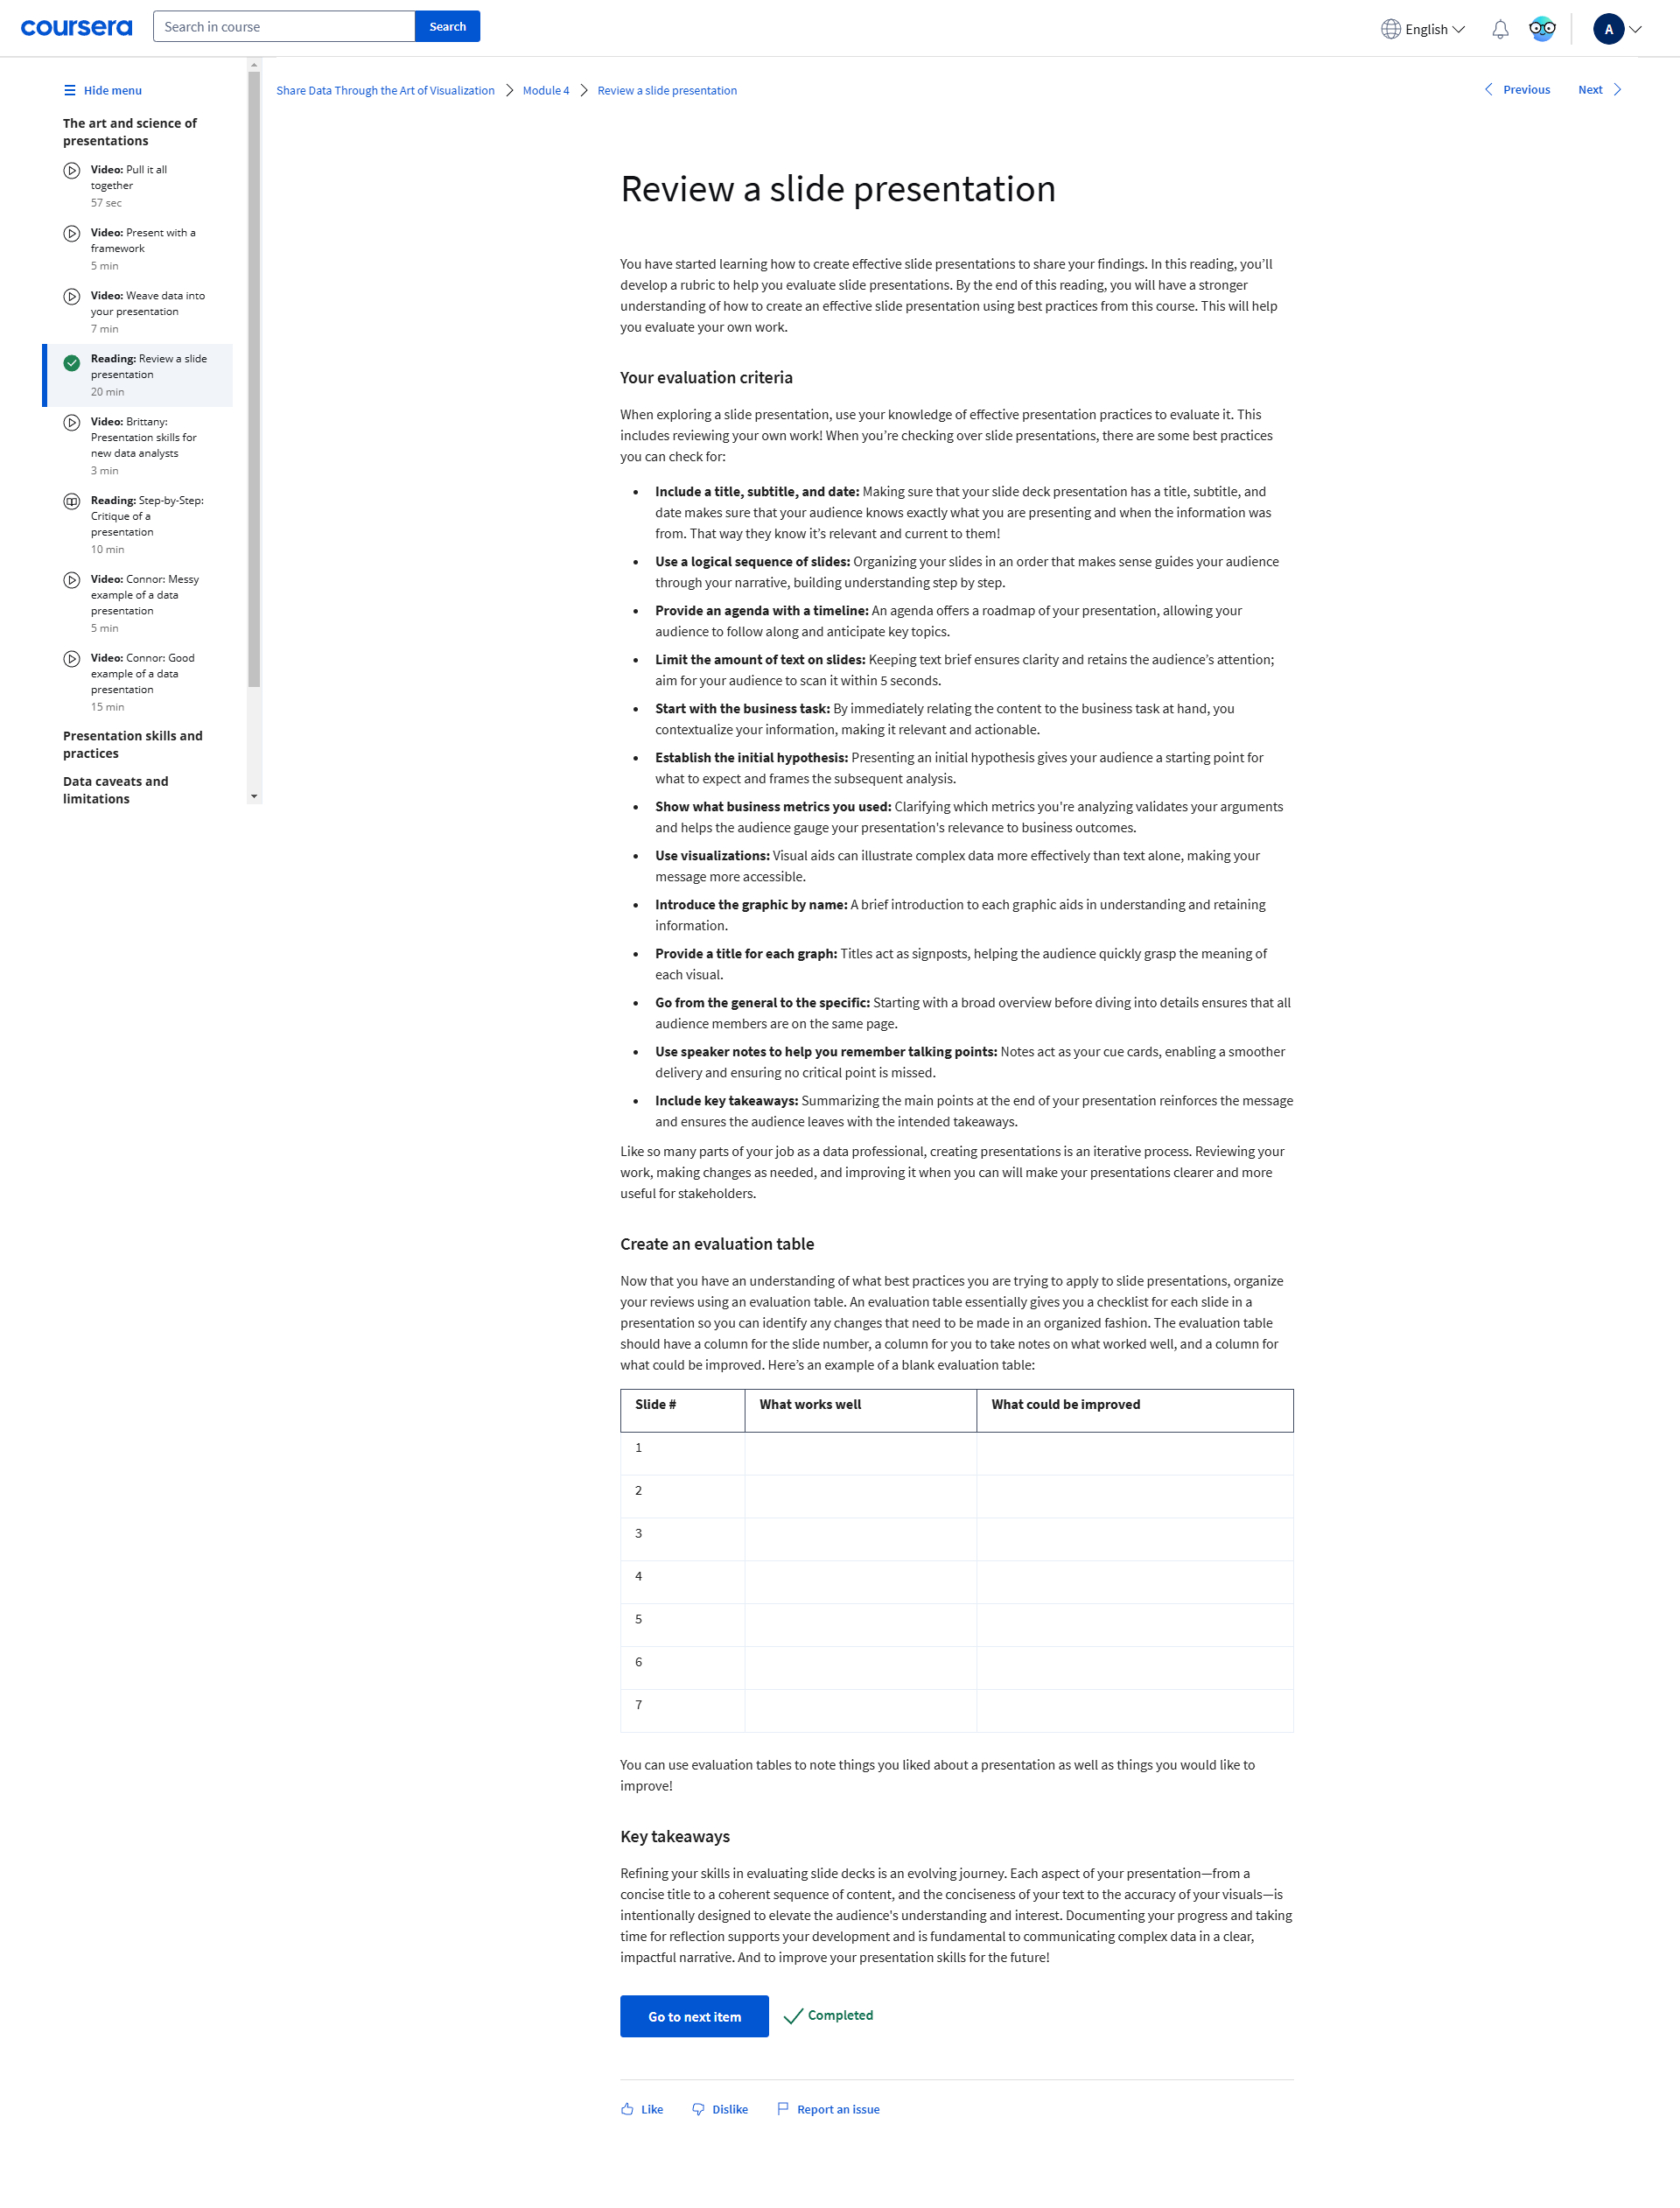 coursera
Search in course
Search
English
A
Hide menu
The art and science of
presentations
Video: Pull it all
together
57 sec
Video: Present with a
framework
5 min
Video: Weave data into
your presentation
7 min
Reading: Review a slide
presentation
20 min
Video: Brittany:
Presentation skills for
new data analysts
3 min
Reading: Step-by-Step:
Critique of a
presentation
10 min
Video: Connor: Messy
example of a data
presentation
5 min
Video: Connor: Good
example of a data
presentation
15 min
Presentation skills and
practices
Data caveats and
limitations
Share Data Through the Art of Visualization
Module 4
Review a slide presentation
Previous
Next
Review a slide presentation
You have started learning how to create effective slide presentations to share your findings. In this reading, you’ll
develop a rubric to help you evaluate slide presentations. By the end of this reading, you will have a stronger
understanding of how to create an effective slide presentation using best practices from this course. This will help
you evaluate your own work.
Your evaluation criteria
When exploring a slide presentation, use your knowledge of effective presentation practices to evaluate it. This
includes reviewing your own work! When you’re checking over slide presentations, there are some best practices
you can check for:
• Include a title, subtitle, and date: Making sure that your slide deck presentation has a title, subtitle, and
date makes sure that your audience knows exactly what you are presenting and when the information was
from. That way they know it’s relevant and current to them!
• Use a logical sequence of slides: Organizing your slides in an order that makes sense guides your audience
through your narrative, building understanding step by step.
• Provide an agenda with a timeline: An agenda offers a roadmap of your presentation, allowing your
audience to follow along and anticipate key topics.
• Limit the amount of text on slides: Keeping text brief ensures clarity and retains the audience’s attention;
aim for your audience to scan it within 5 seconds.
• Start with the business task: By immediately relating the content to the business task at hand, you
contextualize your information, making it relevant and actionable.
• Establish the initial hypothesis: Presenting an initial hypothesis gives your audience a starting point for
what to expect and frames the subsequent analysis.
• Show what business metrics you used: Clarifying which metrics you're analyzing validates your arguments
and helps the audience gauge your presentation's relevance to business outcomes.
• Use visualizations: Visual aids can illustrate complex data more effectively than text alone, making your
message more accessible.
• Introduce the graphic by name: A brief introduction to each graphic aids in understanding and retaining
information.
• Provide a title for each graph: Titles act as signposts, helping the audience quickly grasp the meaning of
each visual.
• Go from the general to the specific: Starting with a broad overview before diving into details ensures that all
audience members are on the same page.
• Use speaker notes to help you remember talking points: Notes act as your cue cards, enabling a smoother
delivery and ensuring no critical point is missed.
• Include key takeaways: Summarizing the main points at the end of your presentation reinforces the message
and ensures the audience leaves with the intended takeaways.
Like so many parts of your job as a data professional, creating presentations is an iterative process. Reviewing your
work, making changes as needed, and improving it when you can will make your presentations clearer and more
useful for stakeholders.
Create an evaluation table
Now that you have an understanding of what best practices you are trying to apply to slide presentations, organize
your reviews using an evaluation table. An evaluation table essentially gives you a checklist for each slide in a
presentation so you can identify any changes that need to be made in an organized fashion. The evaluation table
should have a column for the slide number, a column for you to take notes on what worked well, and a column for
what could be improved. Here’s an example of a blank evaluation table:
Slide # What works well What could be improved
1
2
3
4
5
6
7
You can use evaluation tables to note things you liked about a presentation as well as things you would like to
improve!
Key takeaways
Refining your skills in evaluating slide decks is an evolving journey. Each aspect of your presentation—from a
concise title to a coherent sequence of content, and the conciseness of your text to the accuracy of your visuals—is
intentionally designed to elevate the audience's understanding and interest. Documenting your progress and taking
time for reflection supports your development and is fundamental to communicating complex data in a clear,
impactful narrative. And to improve your presentation skills for the future!
Go to next item
Completed
Like
Dislike
Report an issue